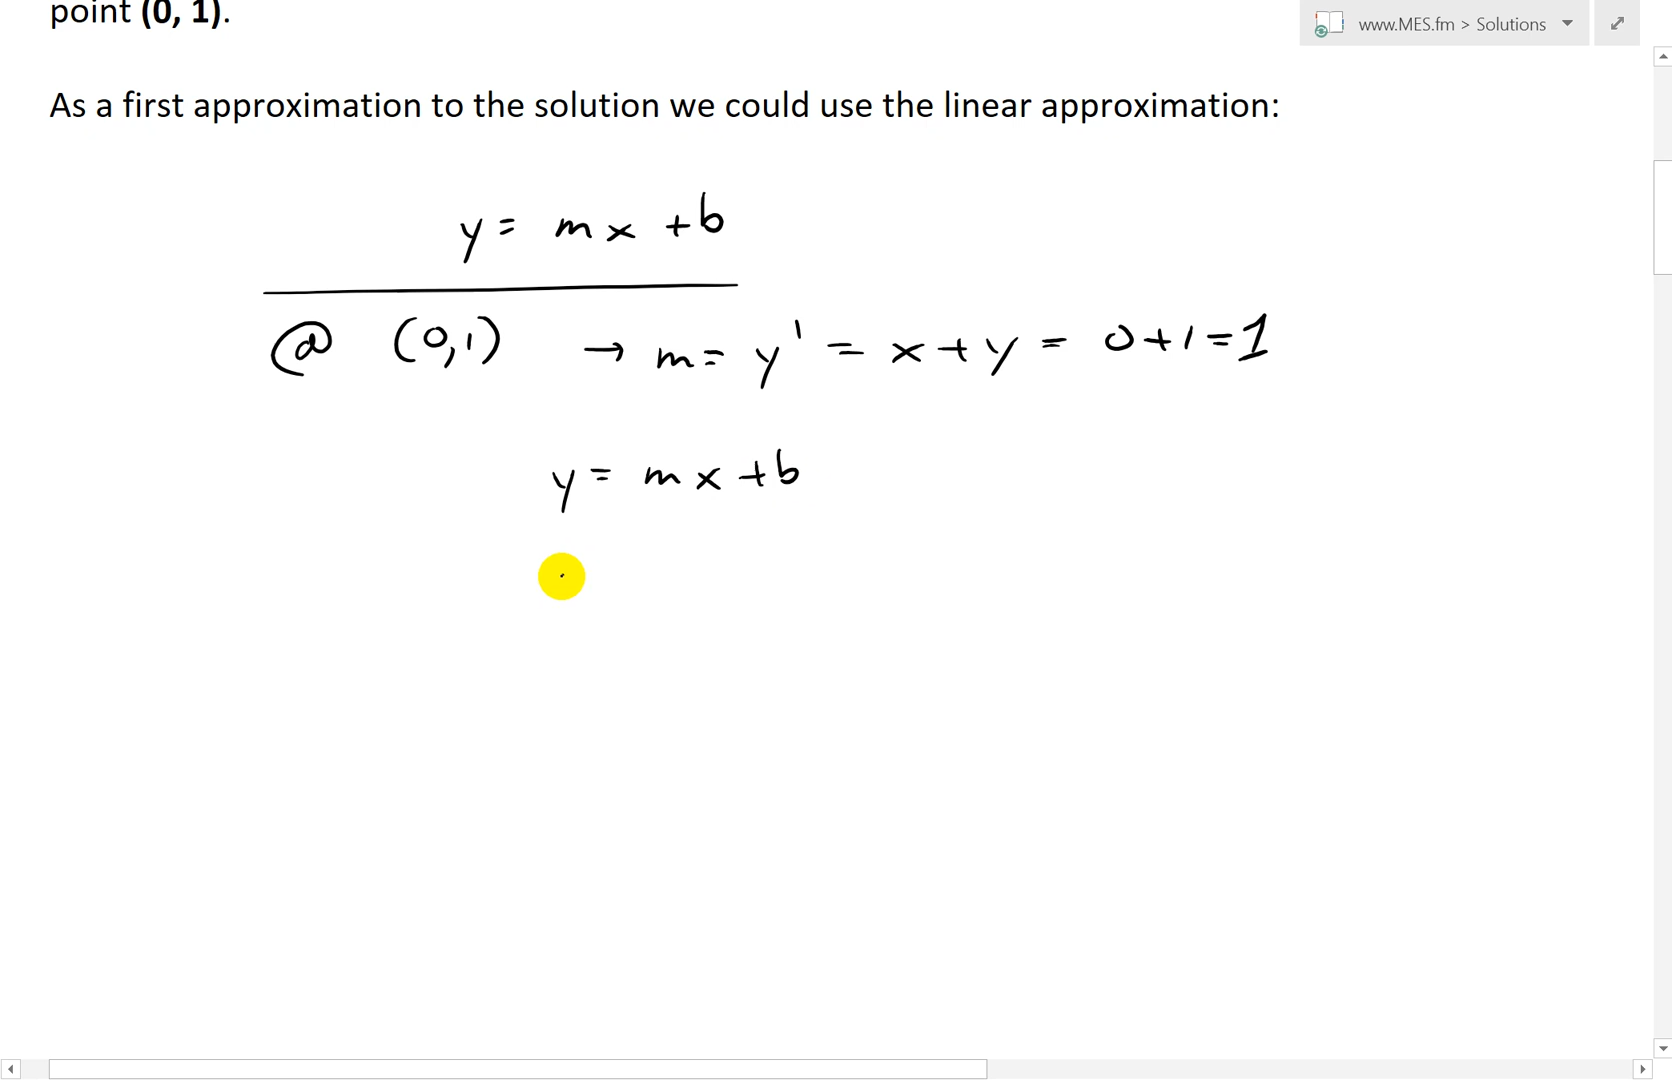 point (0, 1).
www.MES.fm > Solutions
As a first approximation to the solution we could use the linear approximation:
y = mx + b
@ (0,1) → m = y' = x + y = 0 + 1 = 1
y = mx + b